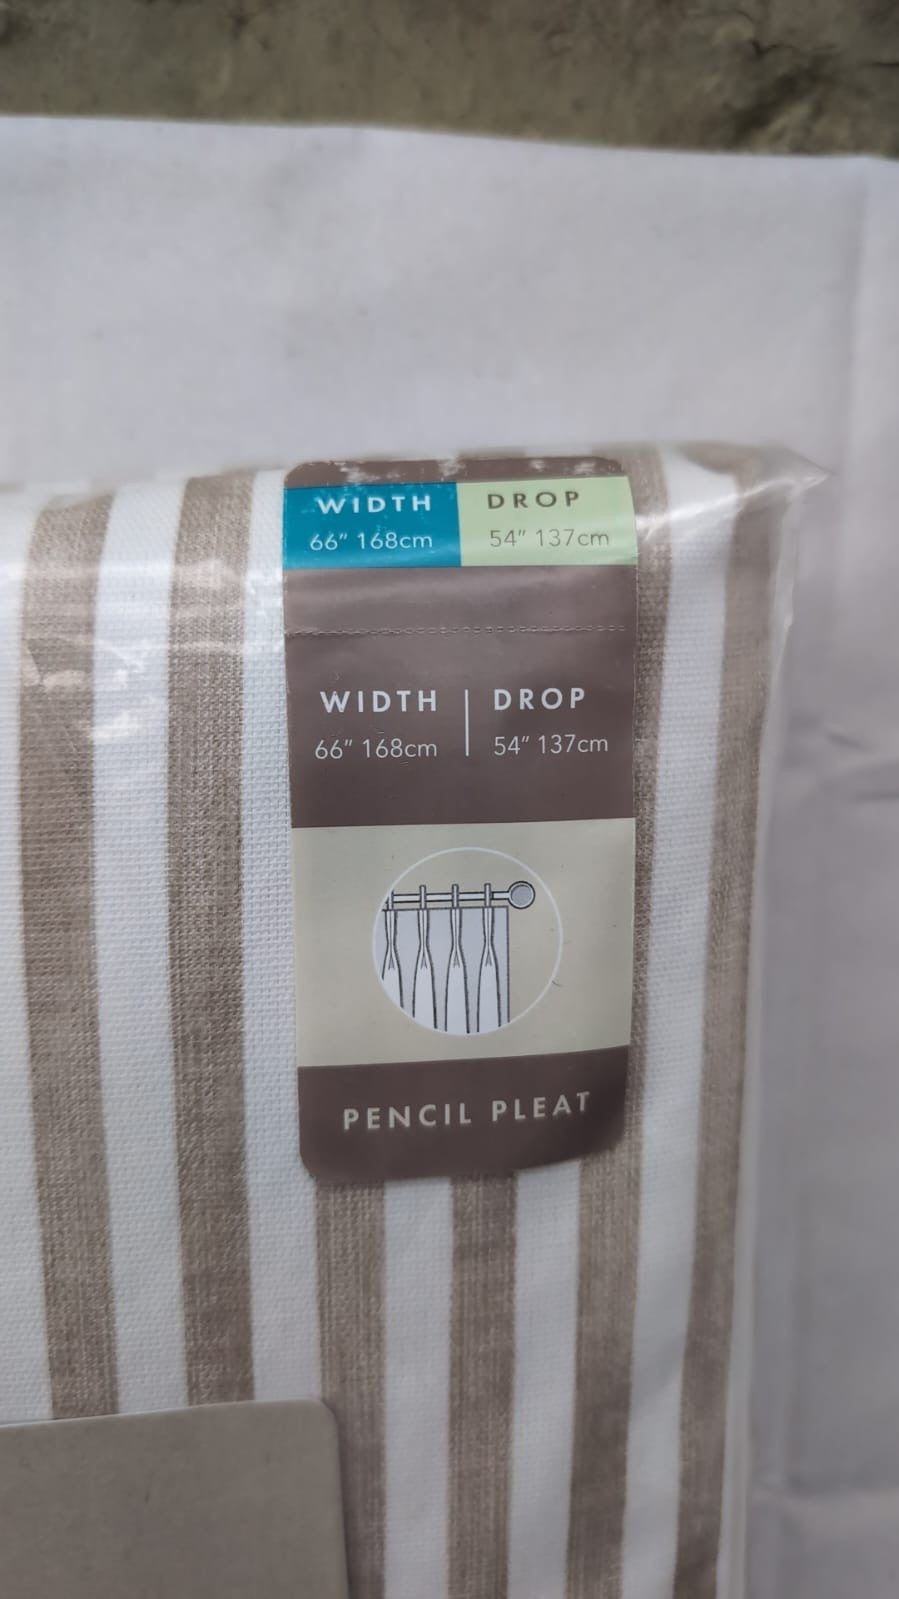 WIDTH DROP
66” 168cm 54” 137cm
WIDTH | DROP
66” 168cm 54” 137cm
PENCIL PLEAT